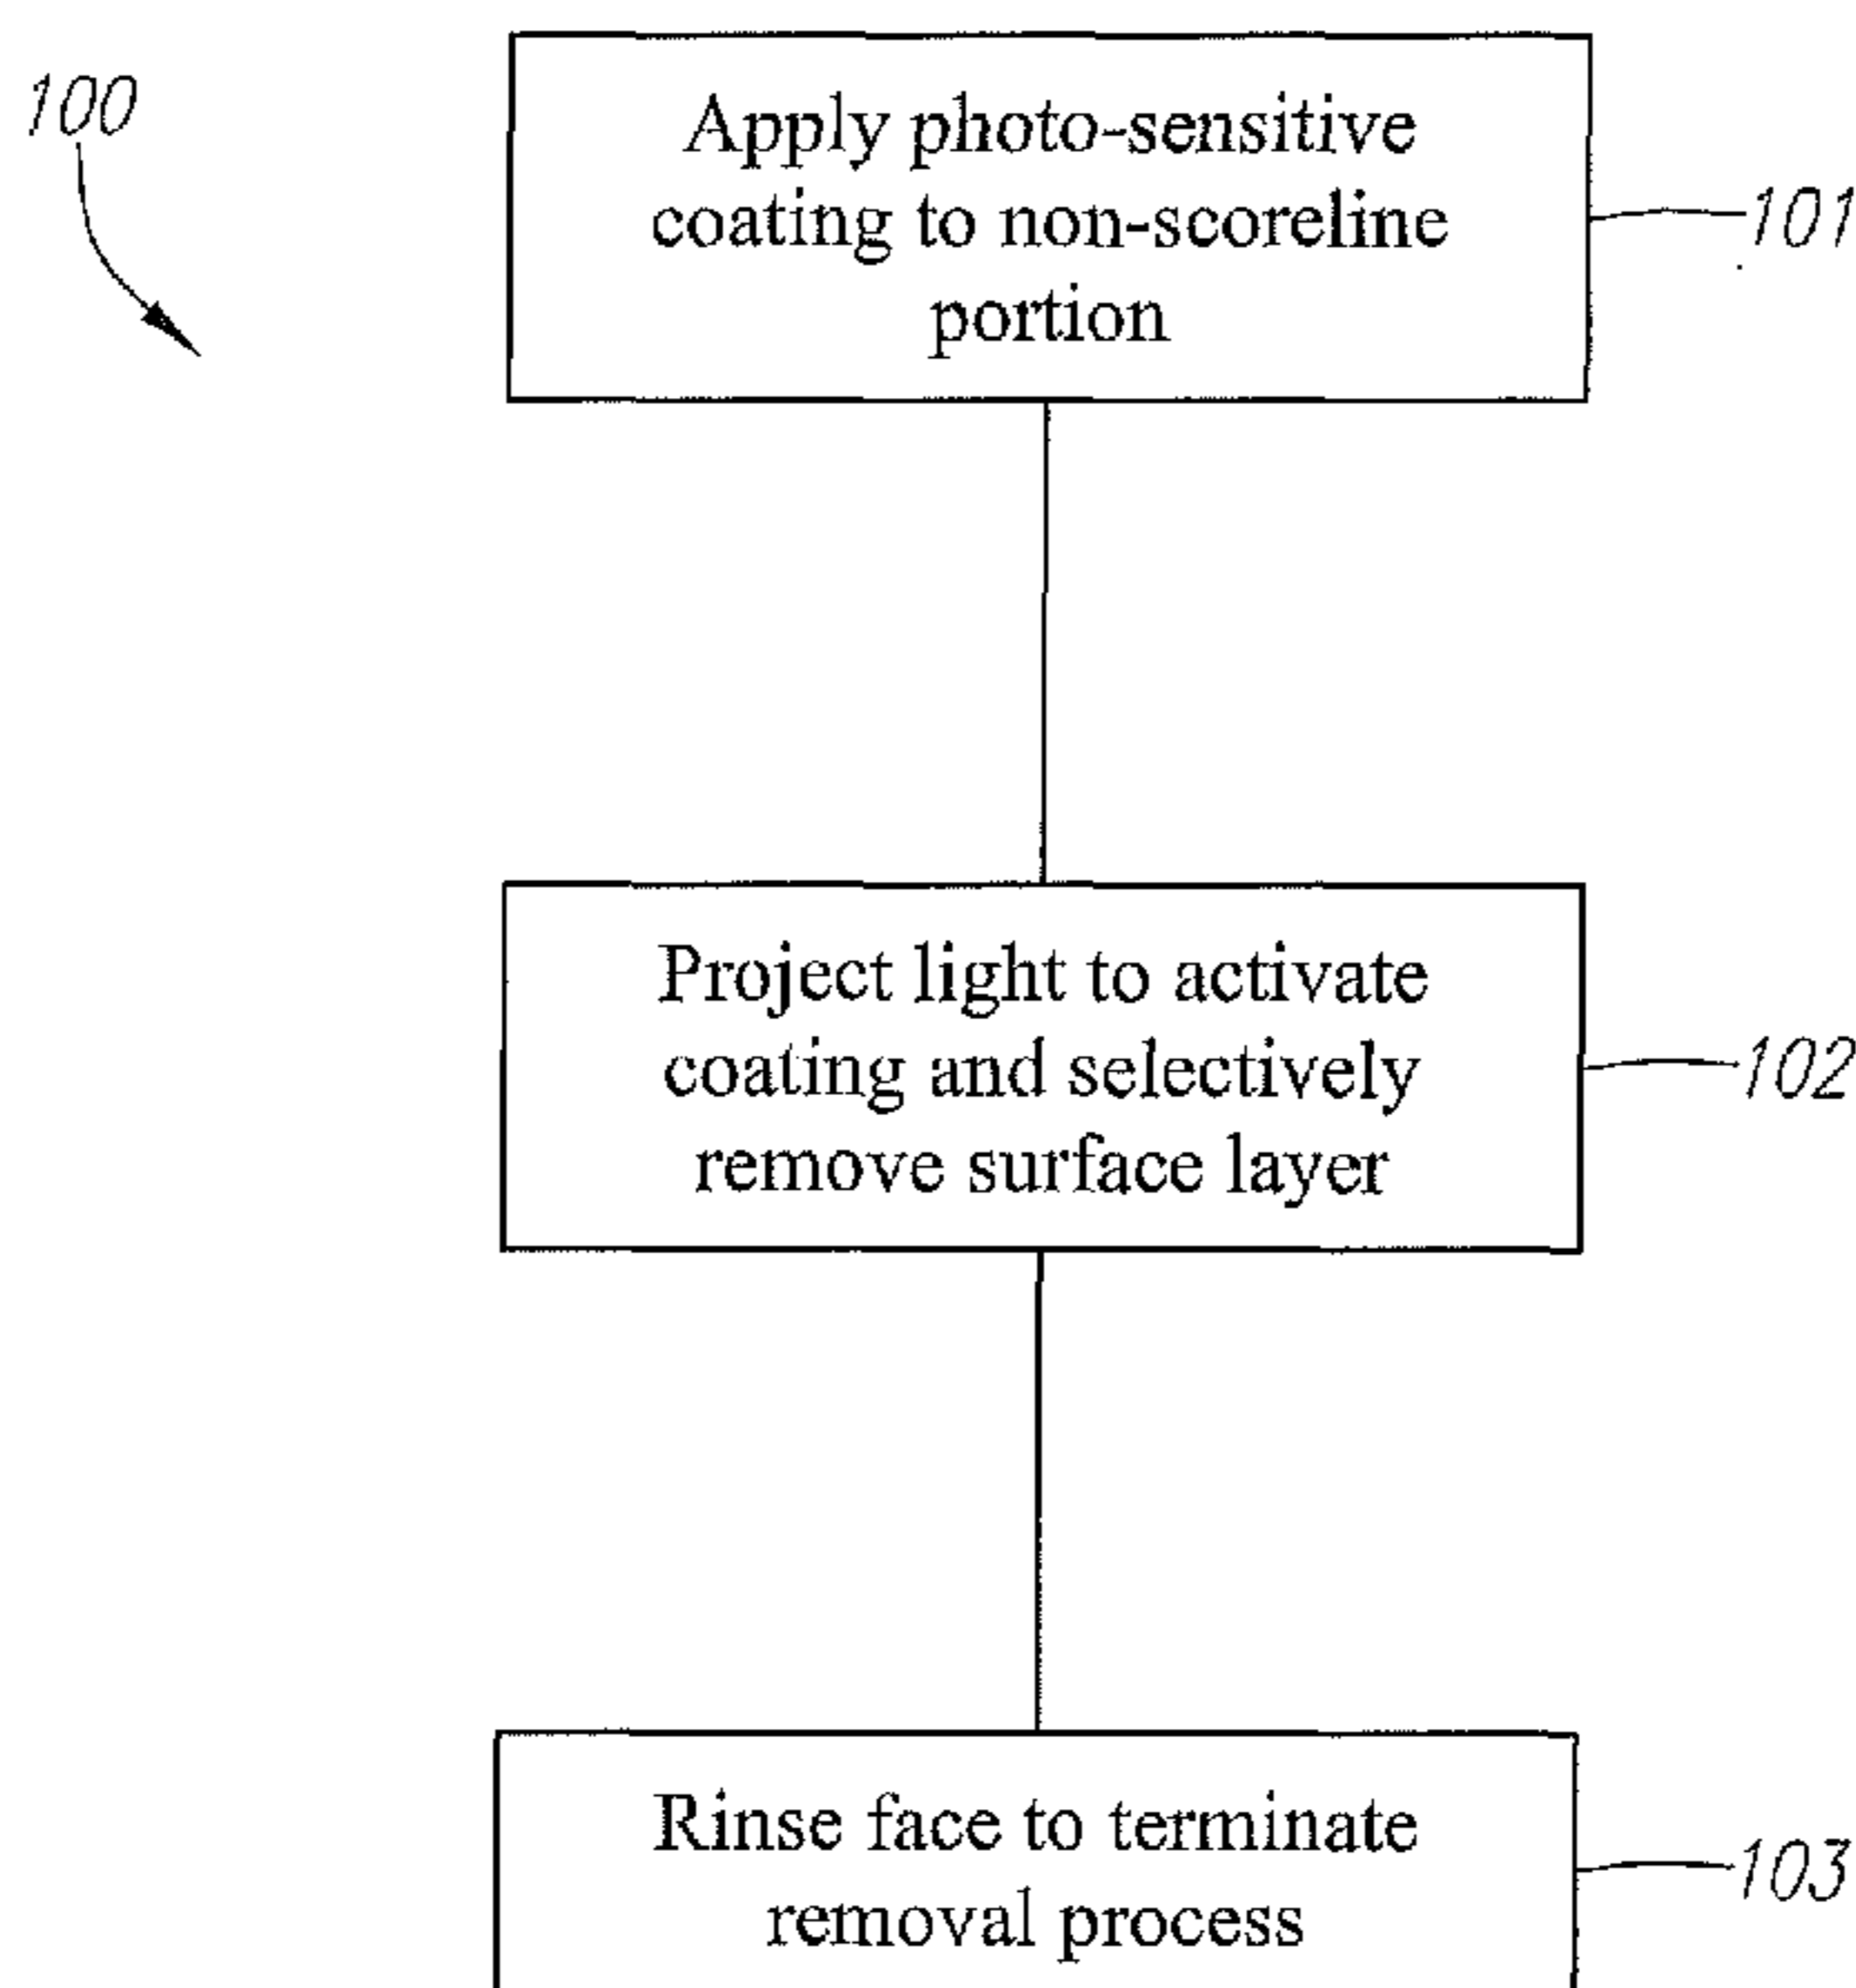 100
Apply photo-sensitive
coating to non-scoreline
portion
101
Project light to activate
coating and selectively
remove surface layer
102
Rinse face to terminate
removal process
103